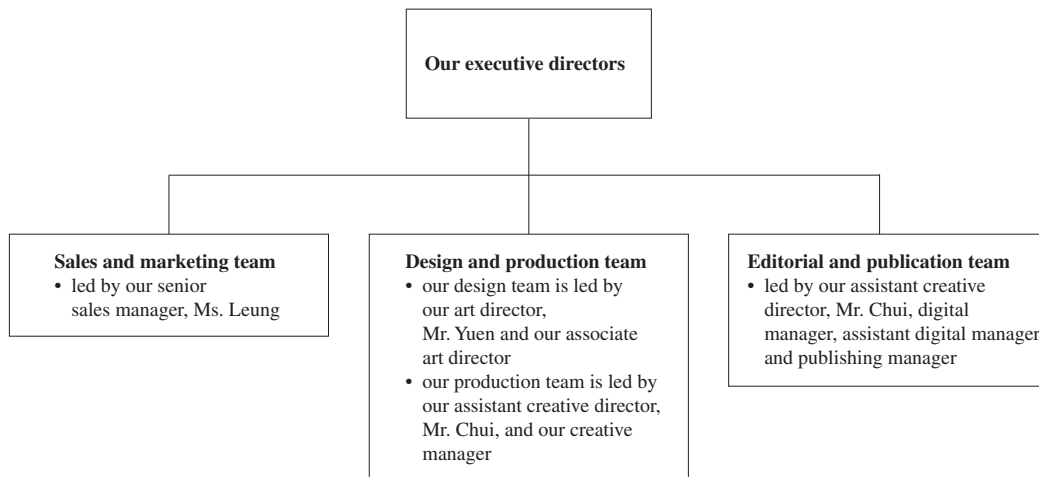 Our executive directors
Sales and marketing team
• led by our senior
sales manager, Ms. Leung
Design and production team
• our design team is led by
our art director,
Mr. Yuen and our associate
art director
• our production team is led by
our assistant creative director,
Mr. Chui, and our creative
manager
Editorial and publication team
• led by our assistant creative
director, Mr. Chui, digital
manager, assistant digital manager
and publishing manager